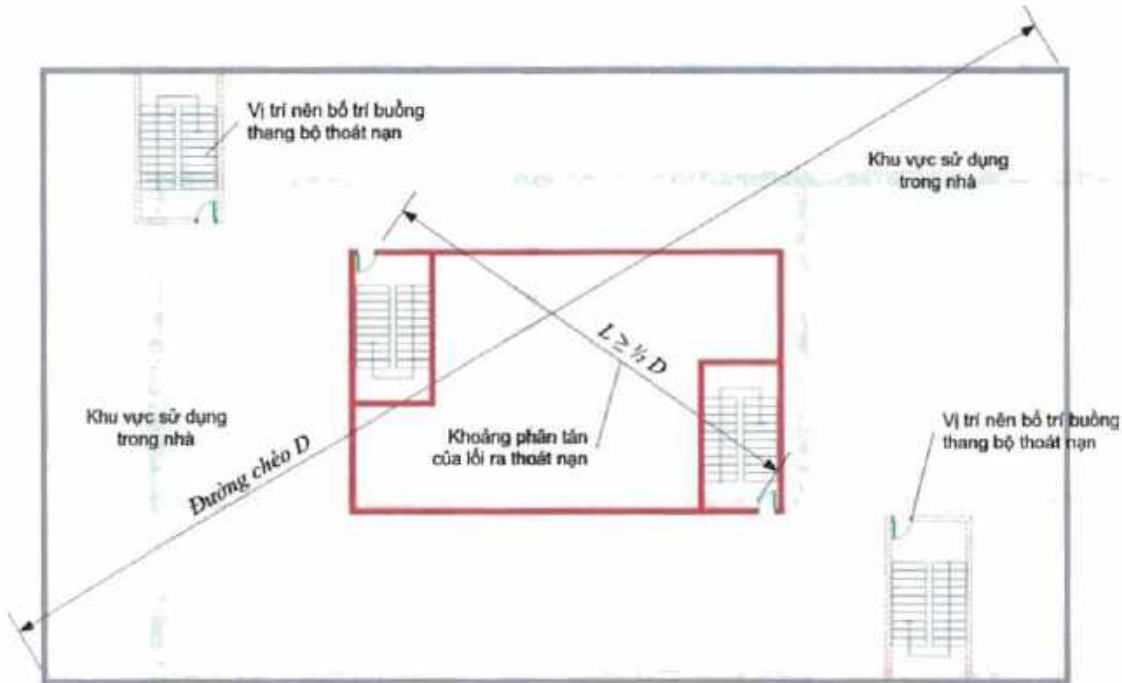 Vị trí nên bố trí buồng
thang bộ thoát nạn
Khu vực sử dụng
trong nhà
L ≥ ½ D
Khu vực sử dụng
trong nhà
Đường chéo D
Khoảng phân tán
của lối ra thoát nạn
Vị trí nên bố trí buồng
thang bộ thoát nạn